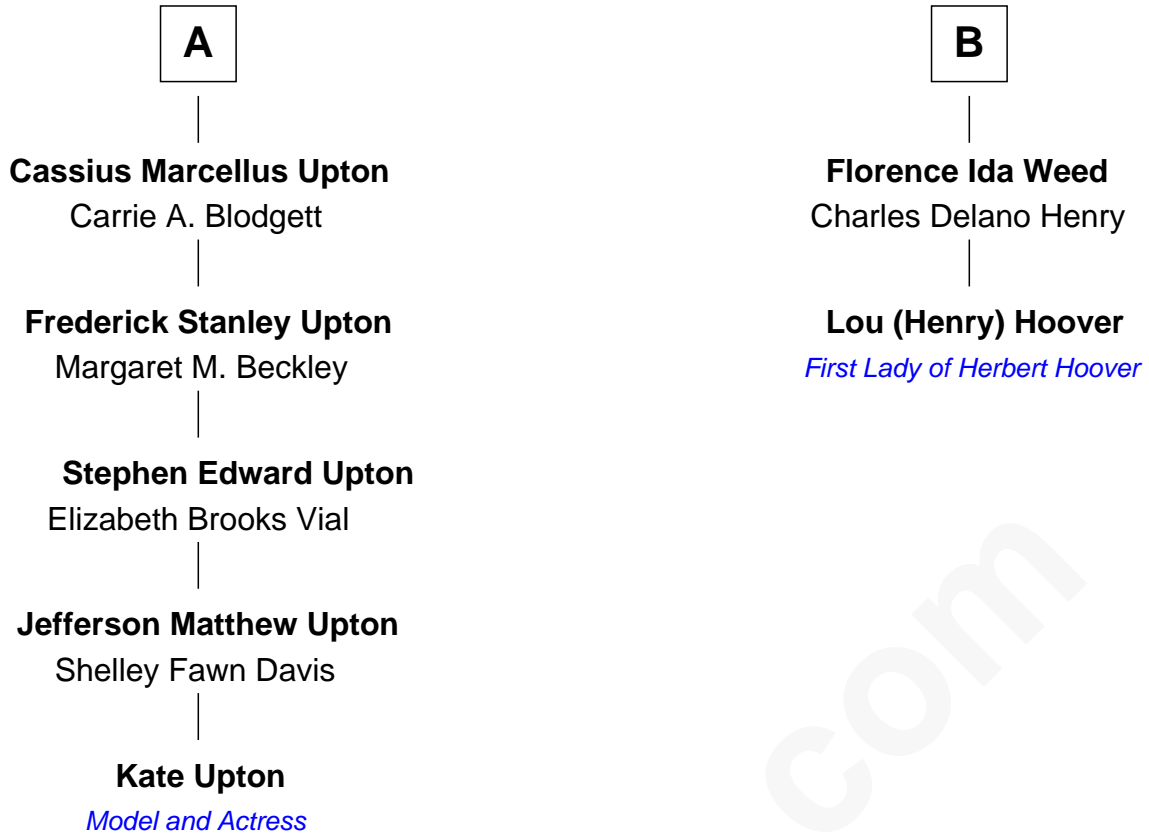 A
Cassius Marcellus Upton
Carrie A. Blodgett
Frederick Stanley Upton
Margaret M. Beckley
Stephen Edward Upton
Elizabeth Brooks Vial
Jefferson Matthew Upton
Shelley Fawn Davis
Kate Upton
Model and Actress
B
Florence Ida Weed
Charles Delano Henry
Lou (Henry) Hoover
First Lady of Herbert Hoover
com